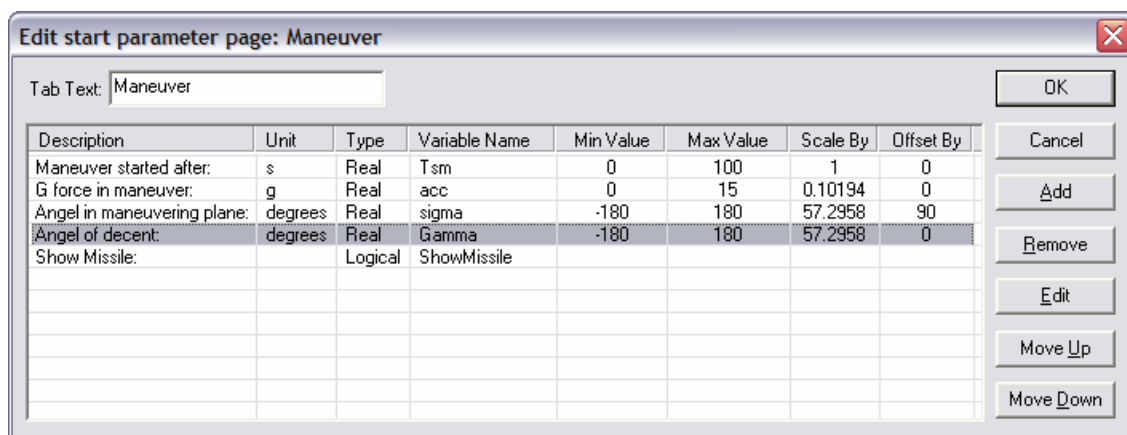 Edit start parameter page: Maneuver
Tab Text: Maneuver
OK
Description Unit Type Variable Name Min Value Max Value Scale By Offset By
Cancel
Maneuver started after: s Real Tsm 0 100 1 0
G force in maneuver: g Real acc 0 15 0.10194 0
Add
Angel in maneuvering plane: degrees Real sigma -180 180 57.2958 90
Angel of decent: degrees Real Gamma -180 180 57.2958 0
Remove
Show Missile: Logical ShowMissile
Edit
Move Up
Move Down